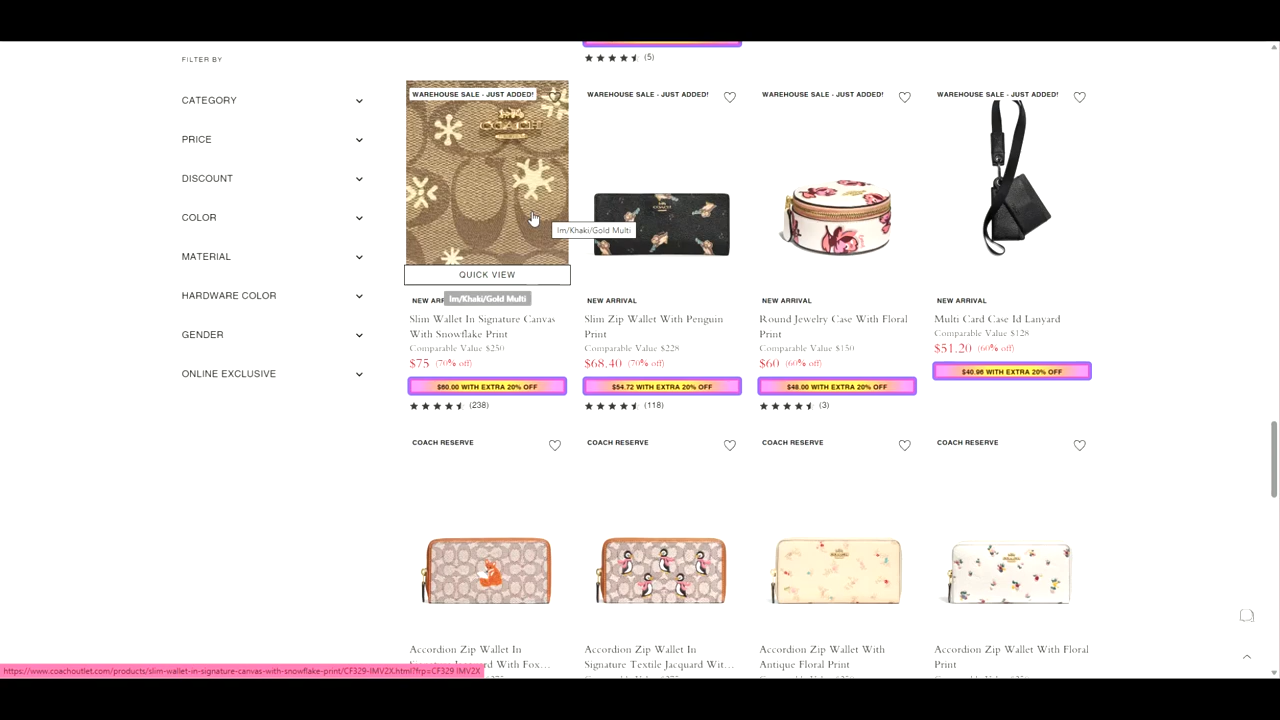 (5)
FILTER BY
CATEGORY
PRICE
DISCOUNT
COLOR
MATERIAL
HARDWARE COLOR
GENDER
ONLINE EXCLUSIVE
WAREHOUSE SALE - JUST ADDED!
COACH
Im/Khaki/Gold Multi
QUICK VIEW
NEW ARR
Im/Khaki/Gold Multi
Slim Wallet In Signature Canvas
With Snowflake Print
Comparable Value $250
$75 (70% off)
$60.00 WITH EXTRA 20% OFF
(238)
WAREHOUSE SALE - JUST ADDED!
NEW ARRIVAL
Slim Zip Wallet With Penguin
Print
Comparable Value $228
$68.40 (70% off)
$54.72 WITH EXTRA 20% OFF
(118)
WAREHOUSE SALE - JUST ADDED!
NEW ARRIVAL
Round Jewelry Case With Floral
Print
Comparable Value $150
$60 (60% off)
$48.00 WITH EXTRA 20% OFF
(3)
WAREHOUSE SALE - JUST ADDED!
NEW ARRIVAL
Multi Card Case Id Lanyard
Comparable Value $128
$51.20 (60% off)
$40.96 WITH EXTRA 20% OFF
COACH RESERVE
Accordion Zip Wallet In
COACH RESERVE
Accordion Zip Wallet In
Signature Textile Jacquard Wit...
COACH RESERVE
Accordion Zip Wallet With
Antique Floral Print
COACH RESERVE
Accordion Zip Wallet With Floral
Print
https://www.coachoutlet.com/products/slim-wallet-in-signature-canvas-with-snowflake-print/CF329-IMV2X.html?frp=CF329 IMV2X